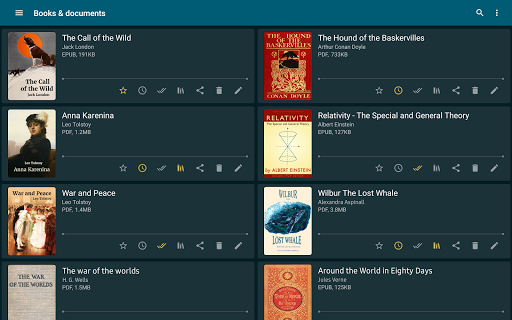 Books & documents
The Call of the Wild
Jack London
EPUB, 191KB
The Call
of the Wild
Jack London
The Hound of the Baskervilles
Arthur Conan Doyle
PDF, 733KB
THE HOUND
OF THE
BASKERVILLES
CONAN DOYLE
Anna Karenina
Leo Tolstoy
PDF, 1.2MB
Leo Tolstoy
Anna Karenina
Relativity - The Special and General Theory
Albert Einstein
EPUB, 127KB
RELATIVITY
by ALBERT EINSTEIN
War and Peace
Leo Tolstoy
PDF, 1.4MB
War and Peace
Leo Tolstoy
Wilbur The Lost Whale
Alexandra Aspinall
PDF, 3.8MB
WILBUR
THE
LOST WHALE
The war of the worlds
H. G. Wells
PDF, 1.5MB
THE WAR
OF THE
WORLDS
Around the World in Eighty Days
Jules Verne
EPUB, 125KB